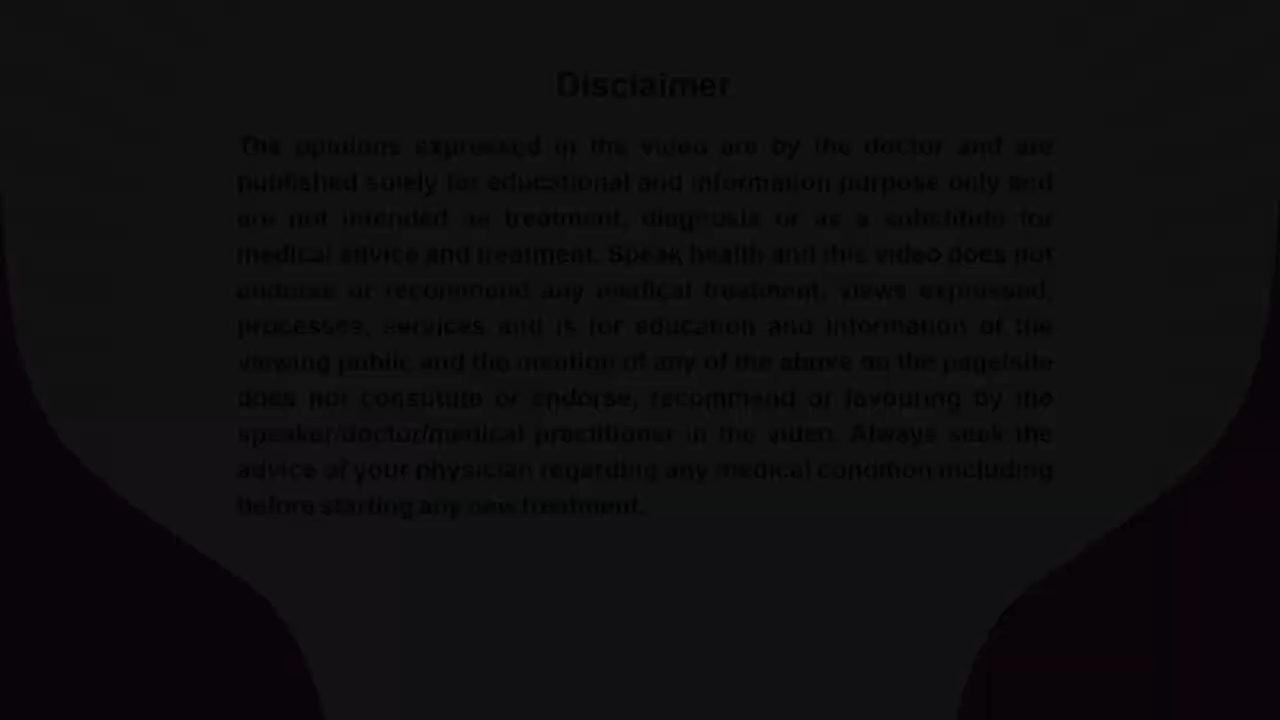 Disclaimer
The opinions expressed in the video are by the doctor and are
published solely for educational and information purpose only and
are not intended as treatment, diagnosis or as a substitute for
medical advice and treatment. Speak health and this video does not
endorse or recommend any medical treatment, views expressed,
processes, services and is for education and information of the
viewing public and the mention of any of the above on the page/site
does not constitute or endorse, recommend or favouring by the
speaker/doctor/medical practitioner in the video. Always seek the
advice of your physician regarding any medical condition including
before starting any new treatment.